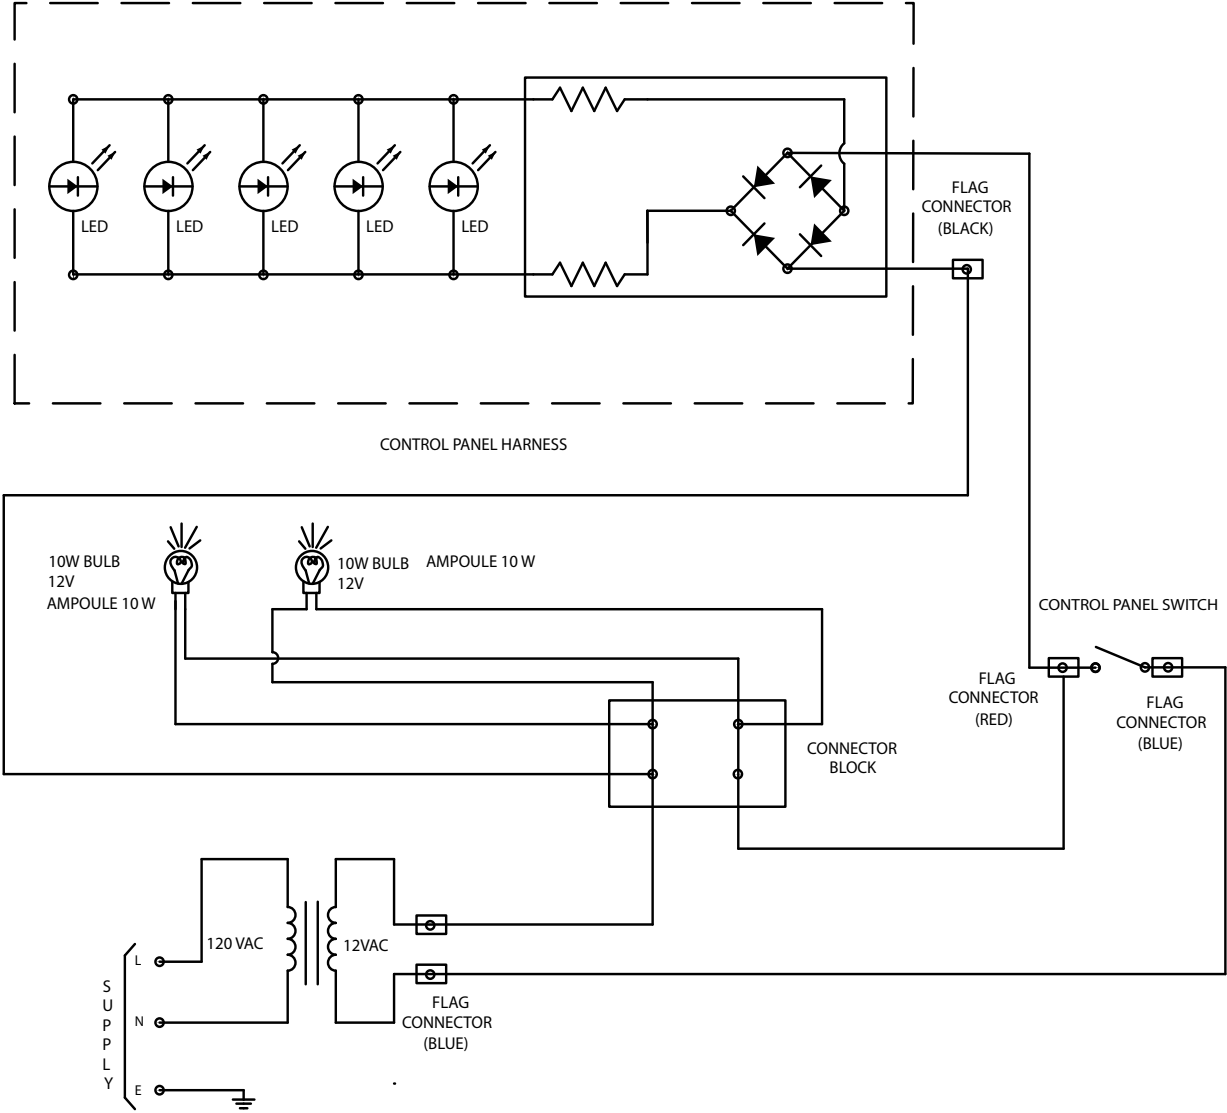 LED
LED
LED
LED
LED
FLAG
CONNECTOR
(BLACK)
CONTROL PANEL HARNESS
10W BULB
12V
AMPOULE 10 W
10W BULB
12V
AMPOULE 10 W
CONTROL PANEL SWITCH
FLAG
CONNECTOR
(RED)
FLAG
CONNECTOR
(BLUE)
CONNECTOR
BLOCK
120 VAC
12VAC
SUPPLY
L
N
E
FLAG
CONNECTOR
(BLUE)